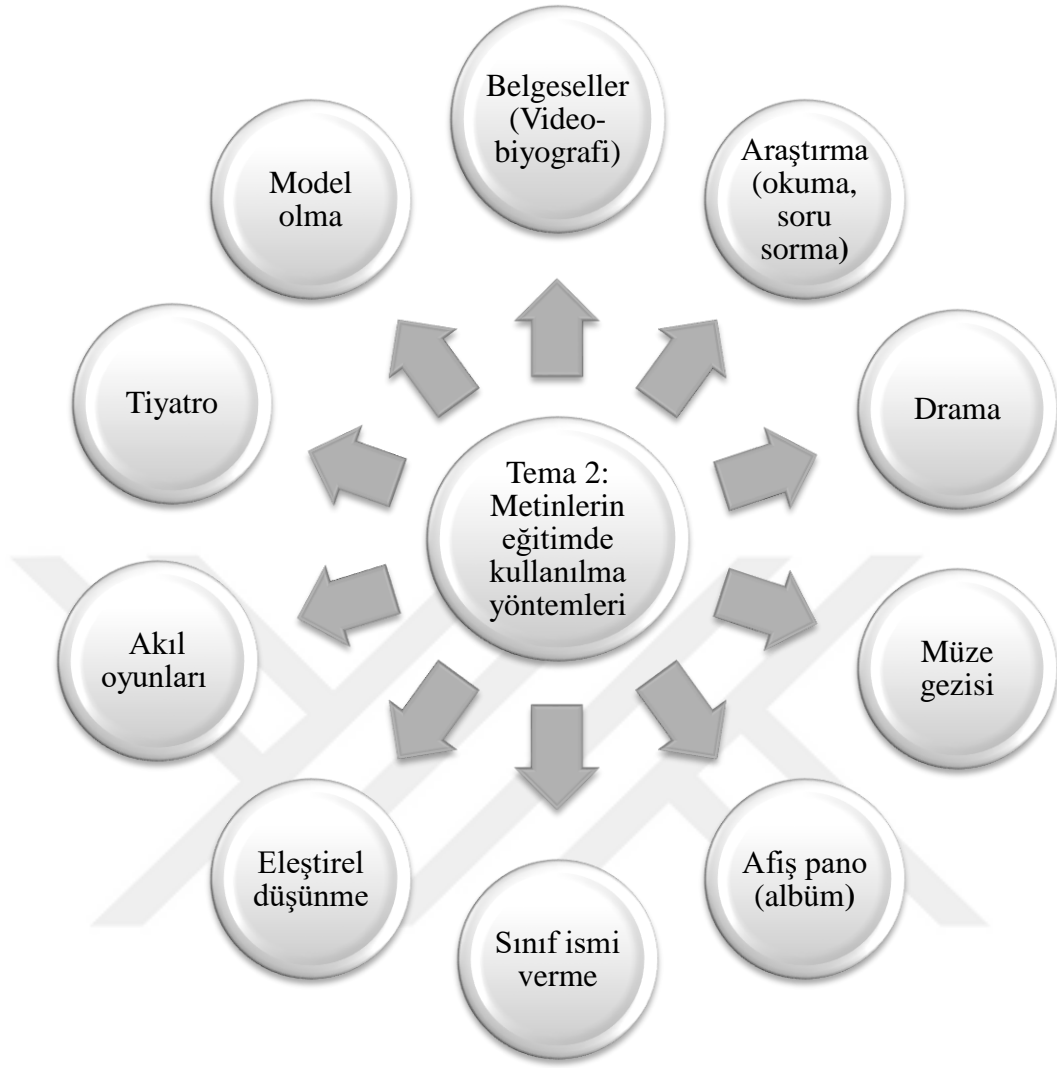 Belgeseller
(Video-
biyografi)
Araştırma
(okuma,
soru
sorma)
Drama
Müze
gezisi
Afiş pano
(albüm)
Sınıf ismi
verme
Eleştirel
düşünme
Akıl
oyunları
Tiyatro
Model
olma
Tema 2:
Metinlerin
eğitimde
kullanılma
yöntemleri